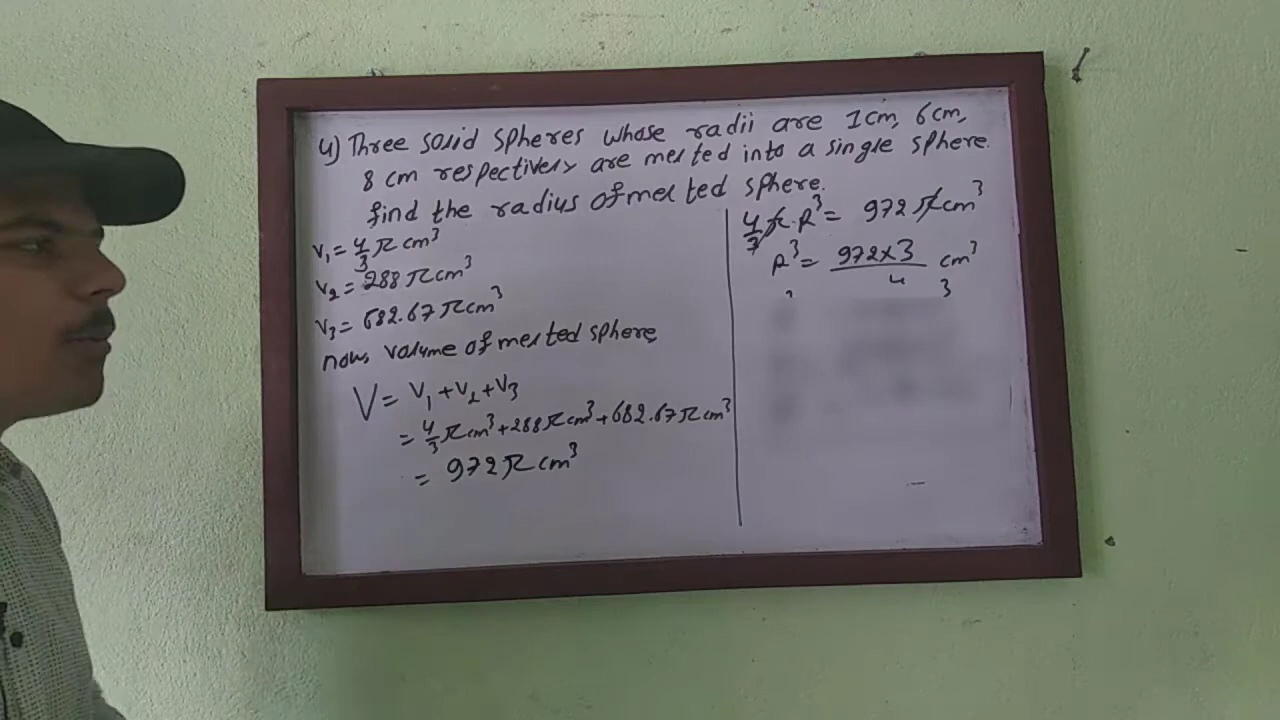 4) Three solid spheres whose radii are 1cm, 6cm,
8 cm respectively are melted into a single sphere.
find the radius of melted sphere.
V₁ = 4/3 π cm³
V₂ = 288 π cm³
V₃ = 682.67 π cm³
now, volume of melted sphere
V = V₁ + V₂ + V₃
= 4/3 π cm³ + 288 π cm³ + 682.67 π cm³
= 972 π cm³
4/3 π . R³ = 972 π cm³
R³ = 972×3/4 cm³